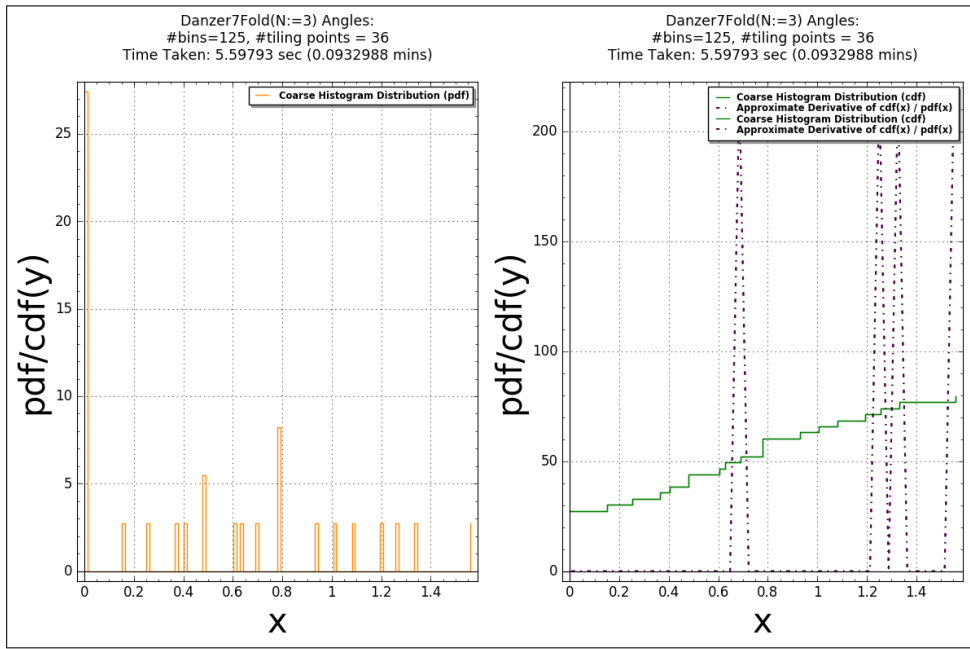 Danzer7Fold(N:=3) Angles:
#bins=125, #tiling points = 36
Time Taken: 5.59793 sec (0.0932988 mins)
Coarse Histogram Distribution (pdf)
25
20
15
10
5
0
pdf/cdf(y)
0
0.2
0.4
0.6
0.8
1
1.2
1.4
x
Danzer7Fold(N:=3) Angles:
#bins=125, #tiling points = 36
Time Taken: 5.59793 sec (0.0932988 mins)
Coarse Histogram Distribution (cdf)
Approximate Derivative of cdf(x) / pdf(x)
Coarse Histogram Distribution (cdf)
Approximate Derivative of cdf(x) / pdf(x)
200
150
100
50
0
pdf/cdf(y)
0
0.2
0.4
0.6
0.8
1
1.2
1.4
x